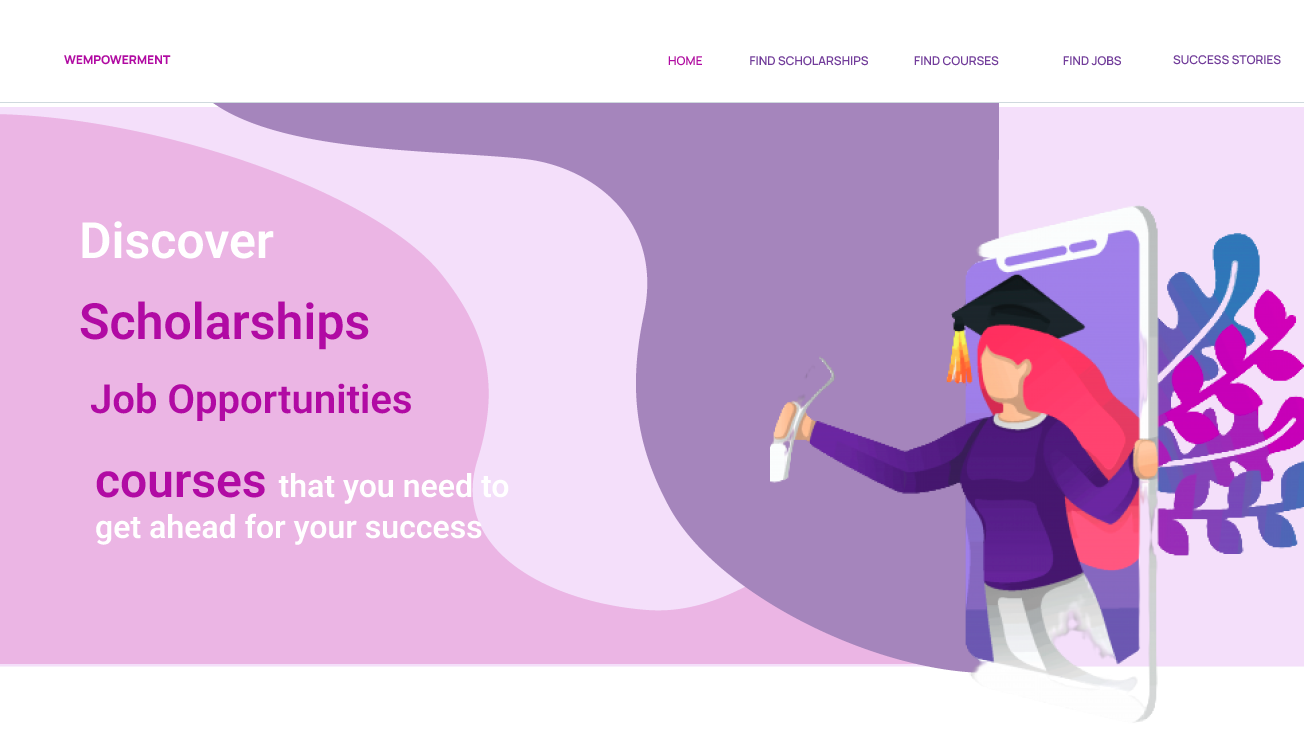 WEMPOWERMENT
HOME FIND SCHOLARSHIPS FIND COURSES FIND JOBS SUCCESS STORIES
Discover
Scholarships
Job Opportunities
courses that you need to
get ahead for your success